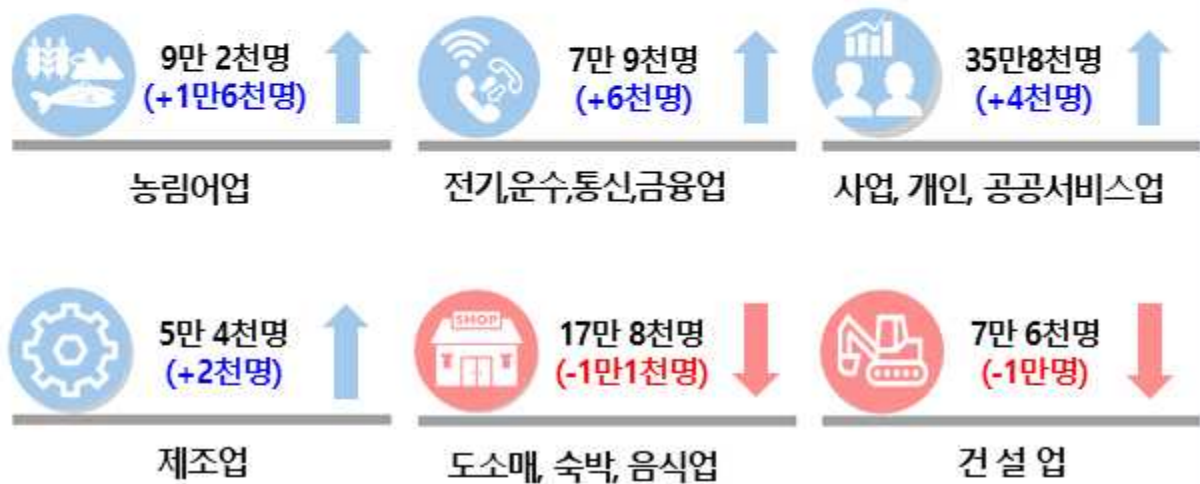 9만 2천명
(+1만6천명)
농림어업
7만 9천명
(+6천명)
전기,운수,통신,금융업
35만8천명
(+4천명)
사업, 개인, 공공서비스업
5만 4천명
(+2천명)
제조업
SHOP
17만 8천명
(-1만1천명)
도소매, 숙박, 음식업
7만 6천명
(-1만명)
건 설 업